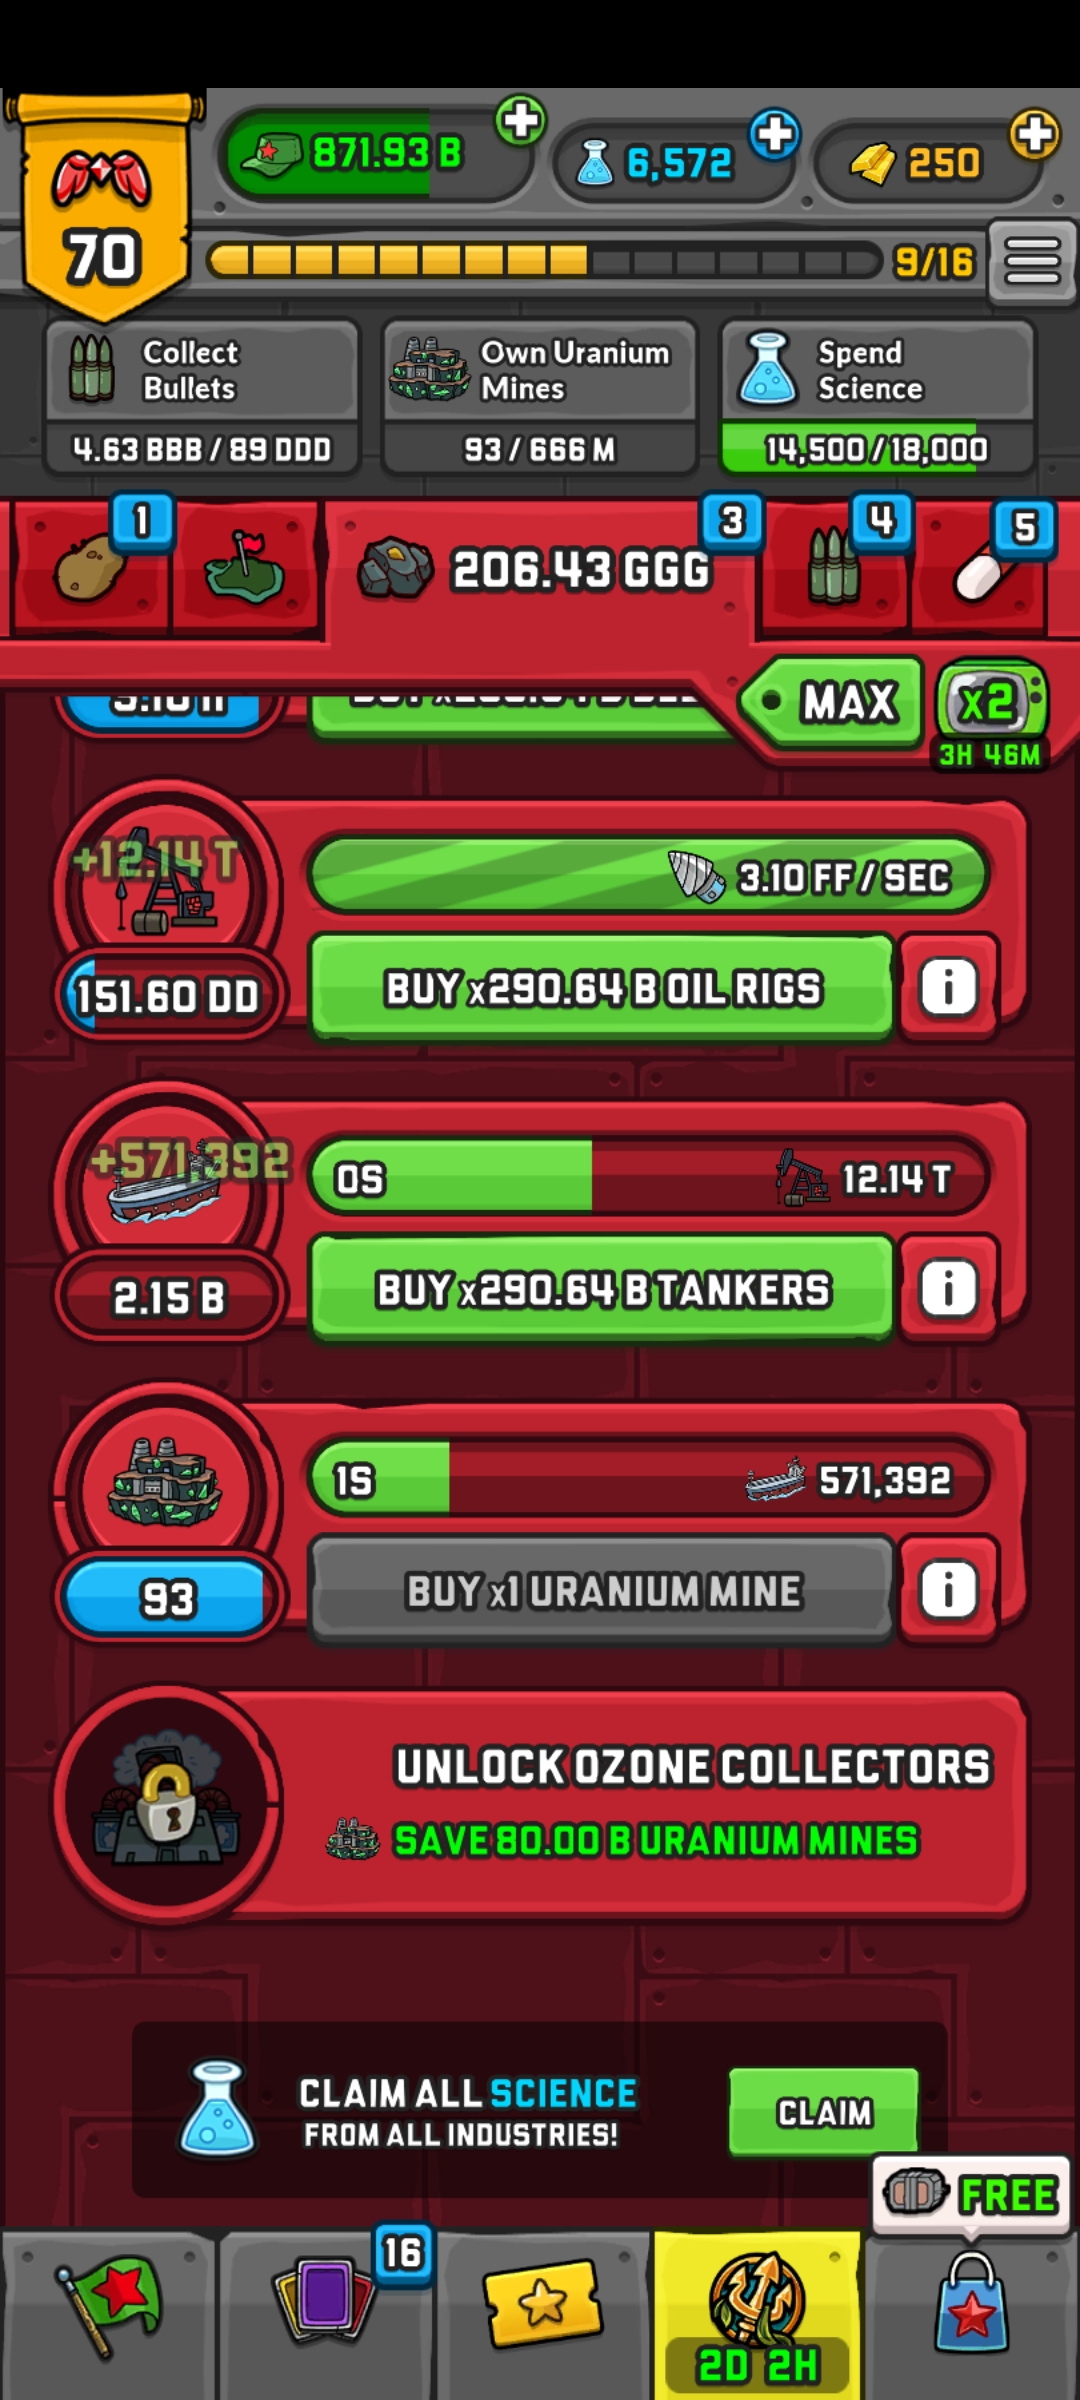 871.93 B
6,572
250
70
9/16
Collect
Bullets
Own Uranium
Mines
Spend
Science
4.63 BBB / 89 DDD
93 / 666 M
14,500/18,000
1
3
4
5
206.43 GGG
MAX
x2
3H 46M
+12.14 T
3.10 FF / SEC
151.60 DD
BUY x290.64 B OIL RIGS
i
+571,392
0S
12.14 T
2.15 B
BUY x290.64 B TANKERS
i
1S
571,392
93
BUY x1 URANIUM MINE
i
UNLOCK OZONE COLLECTORS
SAVE 80.00 B URANIUM MINES
CLAIM ALL SCIENCE
FROM ALL INDUSTRIES!
CLAIM
FREE
16
2D 2H